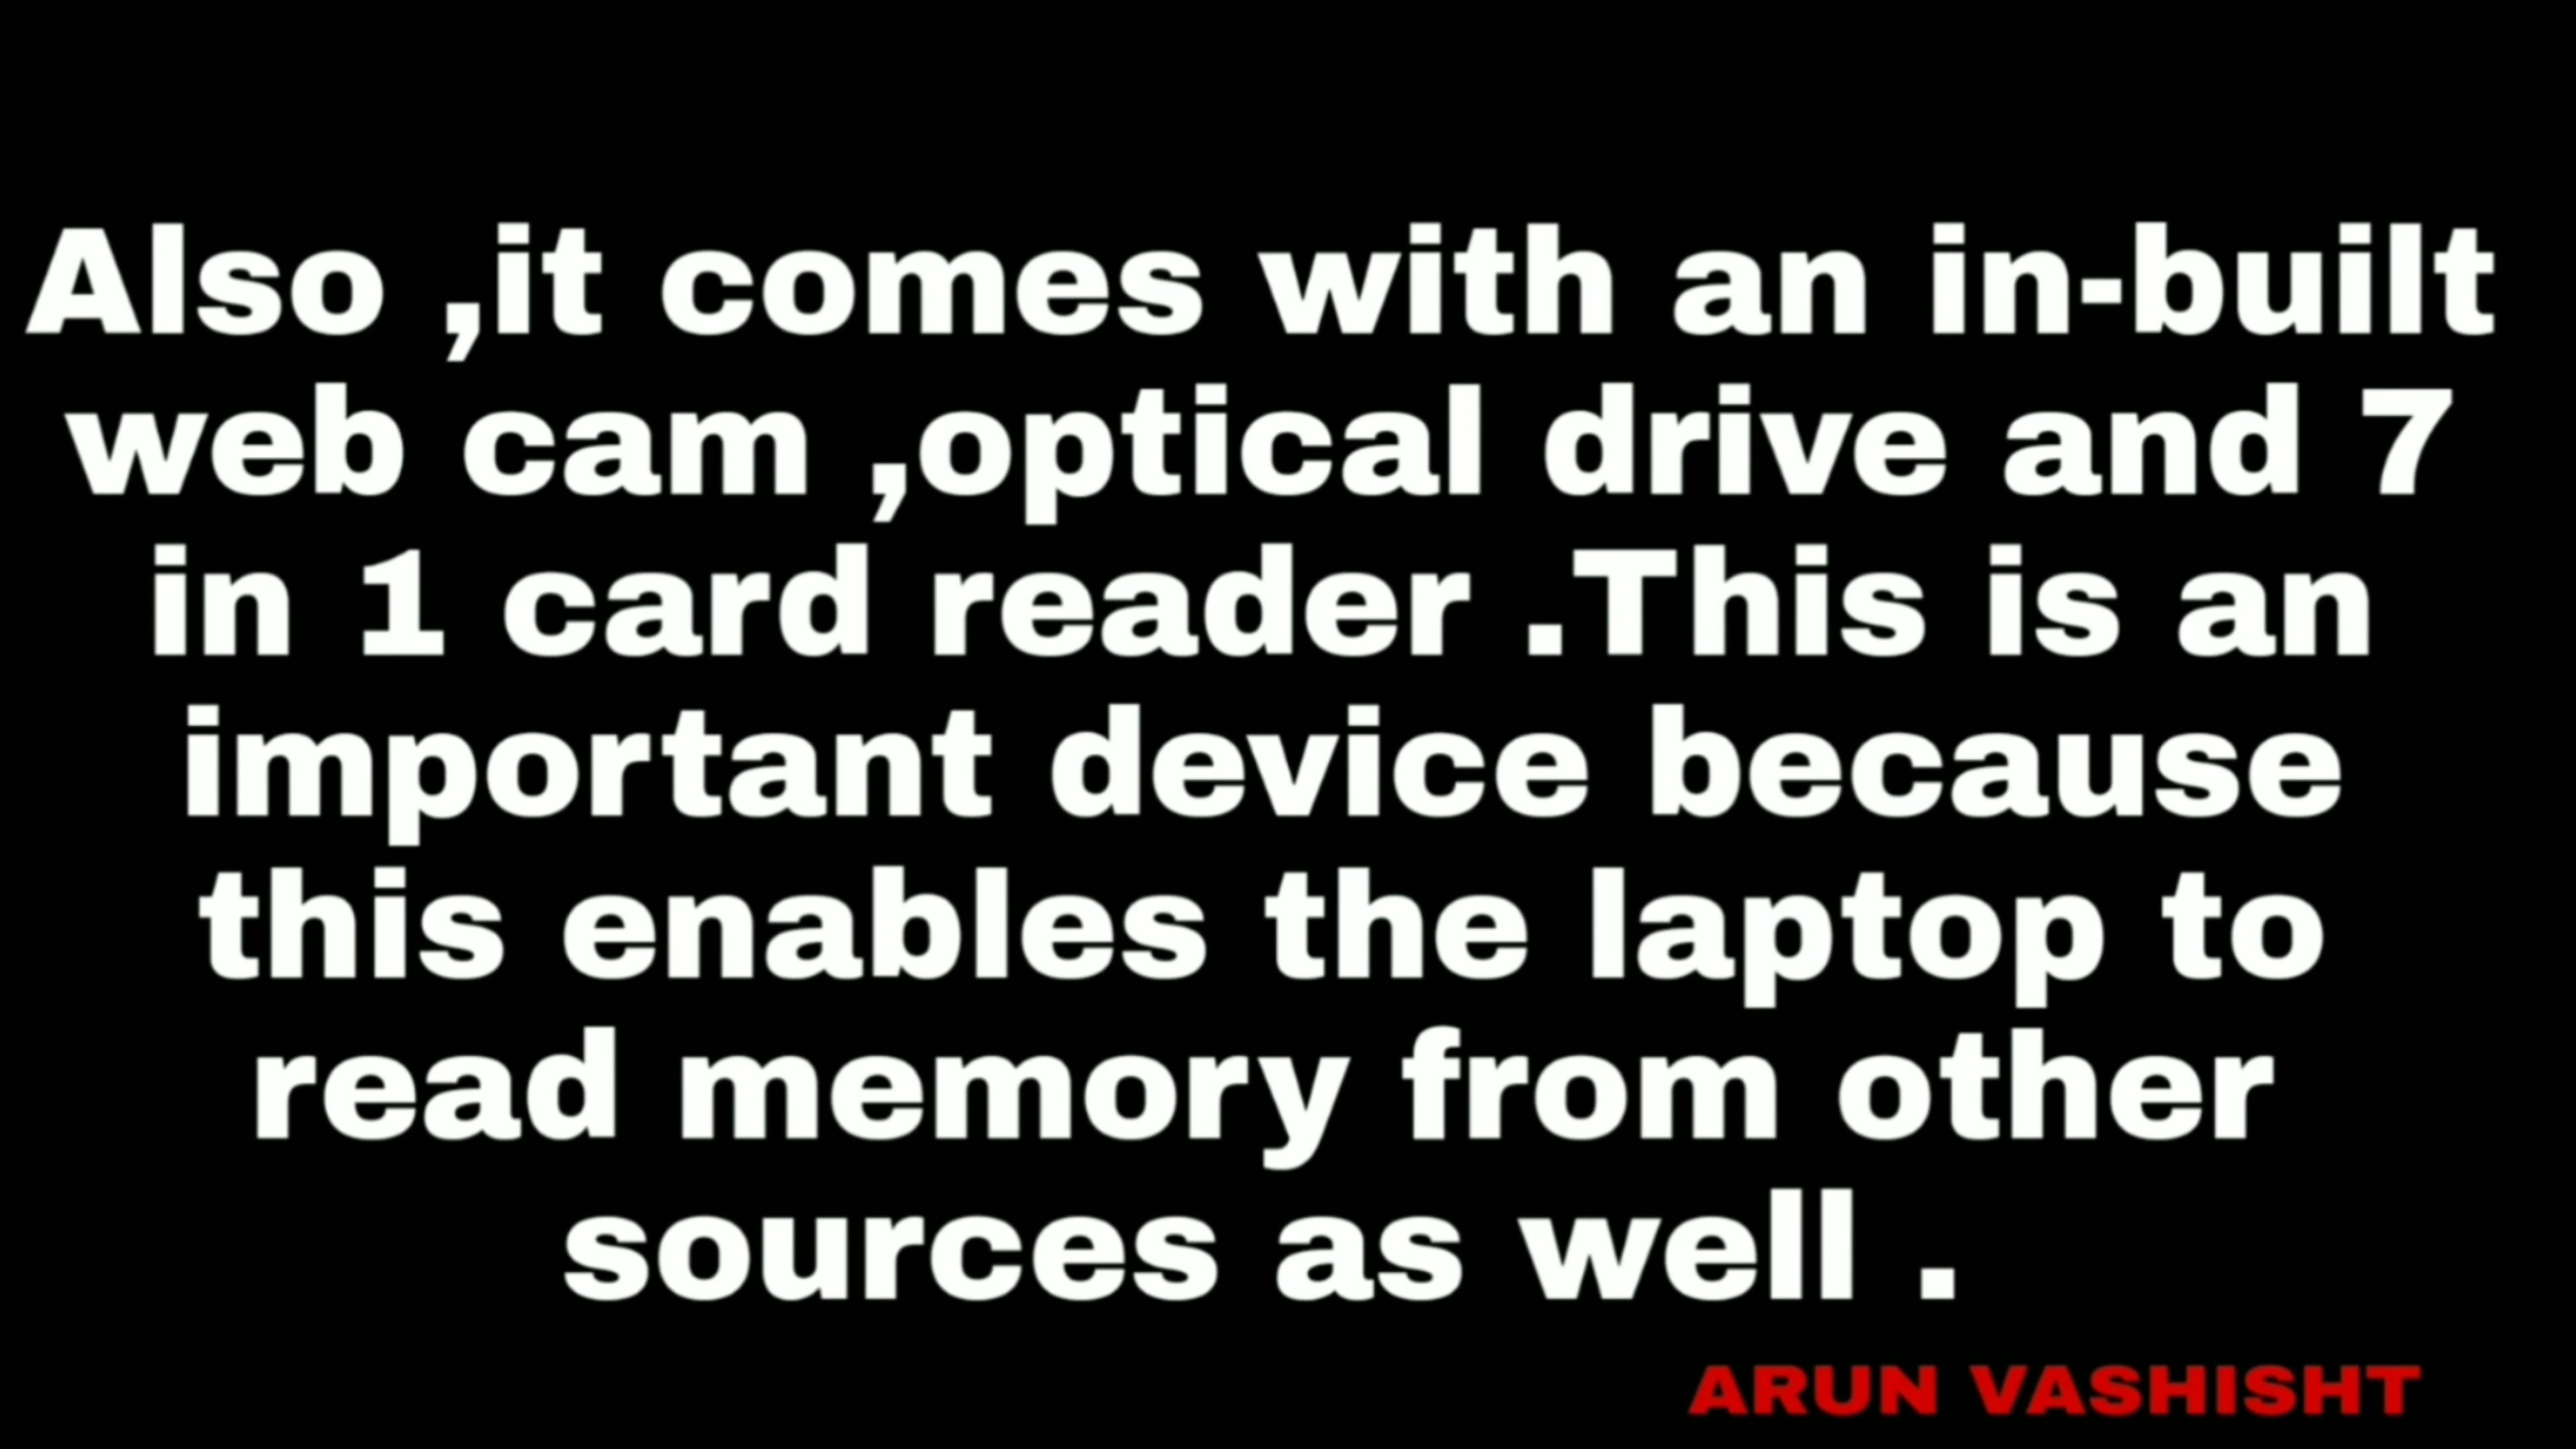 Also ,it comes with an in-built
web cam ,optical drive and 7
in 1 card reader .This is an
important device because
this enables the laptop to
read memory from other
sources as well .
ARUN VASHISHT